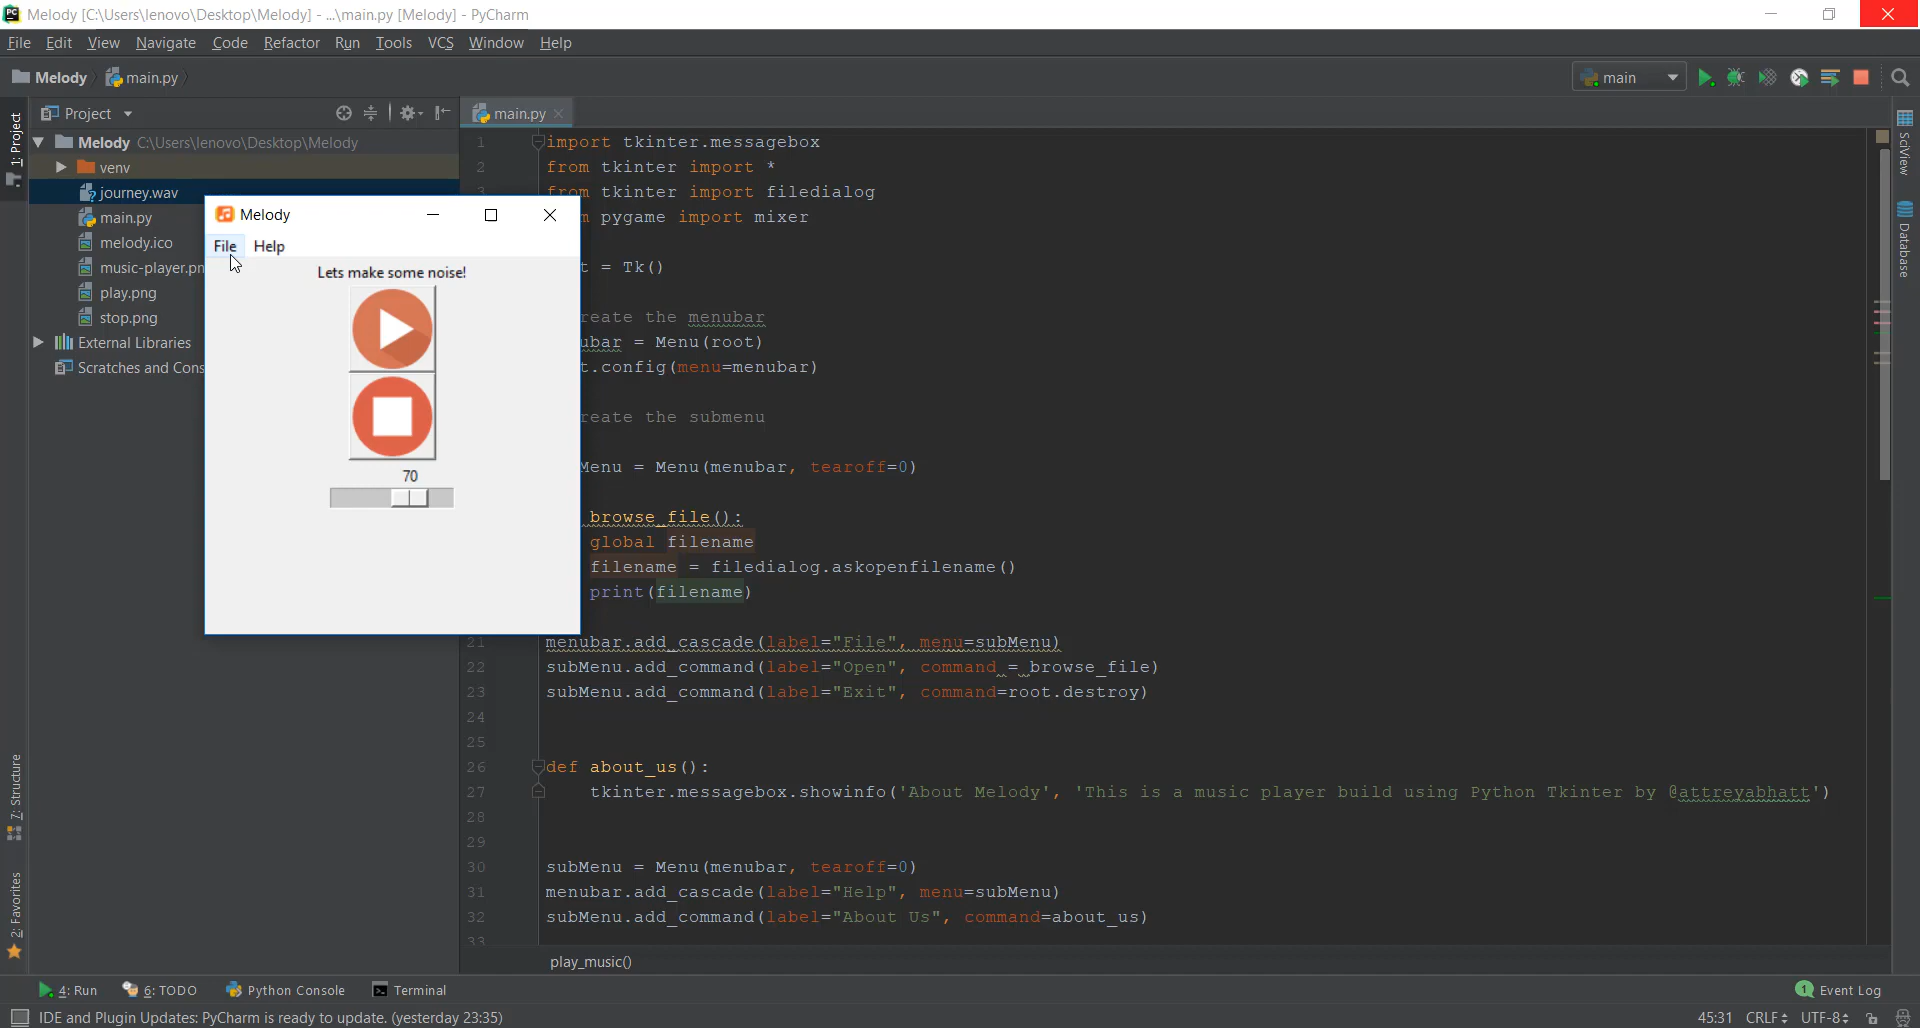 Melody [C:\Users\lenovo\Desktop\Melody] - ...\main.py [Melody] - PyCharm
File Edit View Navigate Code Refactor Run Tools VCS Window Help
Melody main.py
main
1: Project
Project
main.py
Melody C:\Users\lenovo\Desktop\Melody
venv
journey.wav
main.py
melody.ico
music-player.pn
play.png
stop.png
External Libraries
Scratches and Cons
Melody
File Help
Lets make some noise!
70
1 import tkinter.messagebox
2 from tkinter import *
3 from tkinter import filedialog
pygame import mixer
= Tk()
reate the menubar
ubar = Menu(root)
t.config(menu=menubar)
reate the submenu
Menu = Menu(menubar, tearoff=0)
browse_file():
global filename
filename = filedialog.askopenfilename()
print(filename)
21 menubar.add_cascade(label="File", menu=subMenu)
22 subMenu.add_command(label="Open", command = browse_file)
23 subMenu.add_command(label="Exit", command=root.destroy)
24
25
26 def about_us():
27 tkinter.messagebox.showinfo('About Melody', 'This is a music player build using Python Tkinter by @attreyabhatt')
28
29
30 subMenu = Menu(menubar, tearoff=0)
31 menubar.add_cascade(label="Help", menu=subMenu)
32 subMenu.add_command(label="About Us", command=about_us)
33
play_music()
SciView
Database
7: Structure
2: Favorites
4: Run 6: TODO Python Console Terminal
1 Event Log
IDE and Plugin Updates: PyCharm is ready to update. (yesterday 23:35)
45:31 CRLF UTF-8